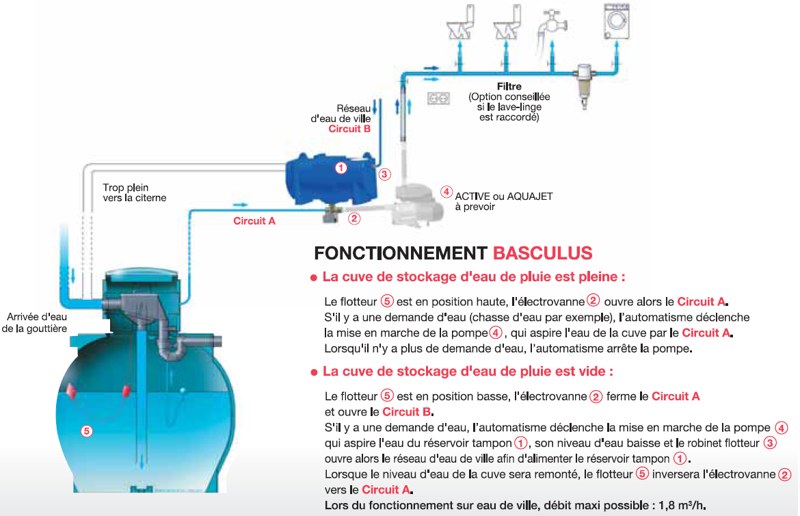 Filtre
(Option conseillée
si le lave-linge
est raccordé)
Réseau
d'eau de ville
Circuit B
1
3
Trop plein
vers la citerne
4
ACTIVE ou AQUAJET
à prevoir
Circuit A
2
Arrivée d'eau
de la gouttière
5
FONCTIONNEMENT BASCULUS
• La cuve de stockage d'eau de pluie est pleine :
Le flotteur 5 est en position haute, l'électrovanne 2 ouvre alors le Circuit A.
S'il y a une demande d'eau (chasse d'eau par exemple), l'automatisme déclenche
la mise en marche de la pompe 4, qui aspire l'eau de la cuve par le Circuit A.
Lorsqu'il n'y a plus de demande d'eau, l'automatisme arrête la pompe.
• La cuve de stockage d'eau de pluie est vide :
Le flotteur 5 est en position basse, l'électrovanne 2 ferme le Circuit A
et ouvre le Circuit B.
S'il y a une demande d'eau, l'automatisme déclenche la mise en marche de la pompe 4
qui aspire l'eau du réservoir tampon 1, son niveau d'eau baisse et le robinet flotteur 3
ouvre alors le réseau d'eau de ville afin d'alimenter le réservoir tampon 1.
Lorsque le niveau d'eau de la cuve sera remonté, le flotteur 5 inversera l'électrovanne 2
vers le Circuit A.
Lors du fonctionnement sur eau de ville, débit maxi possible : 1,8 m³/h.